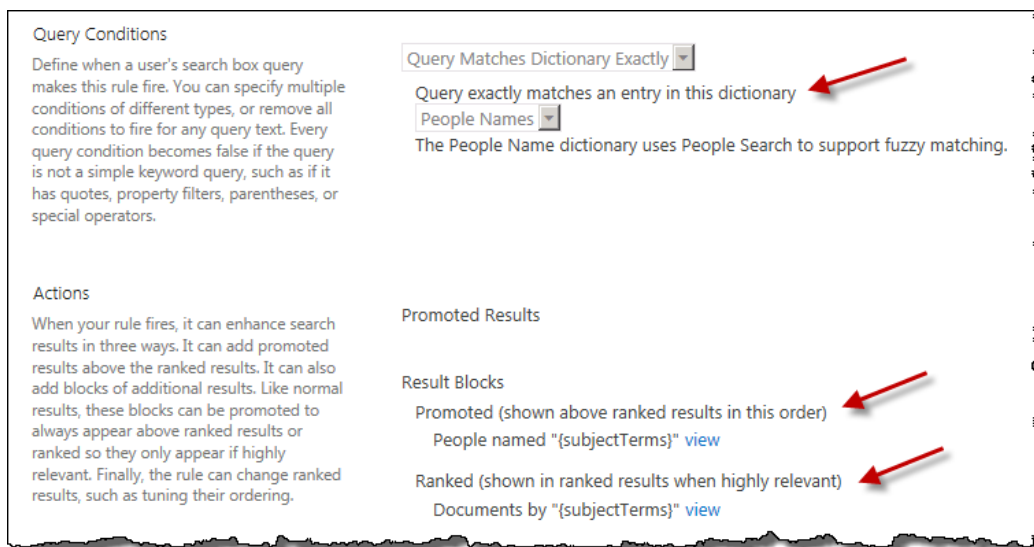 Query Conditions
Define when a user's search box query
makes this rule fire. You can specify multiple
conditions of different types, or remove all
conditions to fire for any query text. Every
query condition becomes false if the query
is not a simple keyword query, such as if it
has quotes, property filters, parentheses, or
special operators.
Query Matches Dictionary Exactly
Query exactly matches an entry in this dictionary
People Names
The People Name dictionary uses People Search to support fuzzy matching.
Actions
When your rule fires, it can enhance search
results in three ways. It can add promoted
results above the ranked results. It can also
add blocks of additional results. Like normal
results, these blocks can be promoted to
always appear above ranked results or
ranked so they only appear if highly
relevant. Finally, the rule can change ranked
results, such as tuning their ordering.
Promoted Results
Result Blocks
Promoted (shown above ranked results in this order)
People named "{subjectTerms}" view
Ranked (shown in ranked results when highly relevant)
Documents by "{subjectTerms}" view